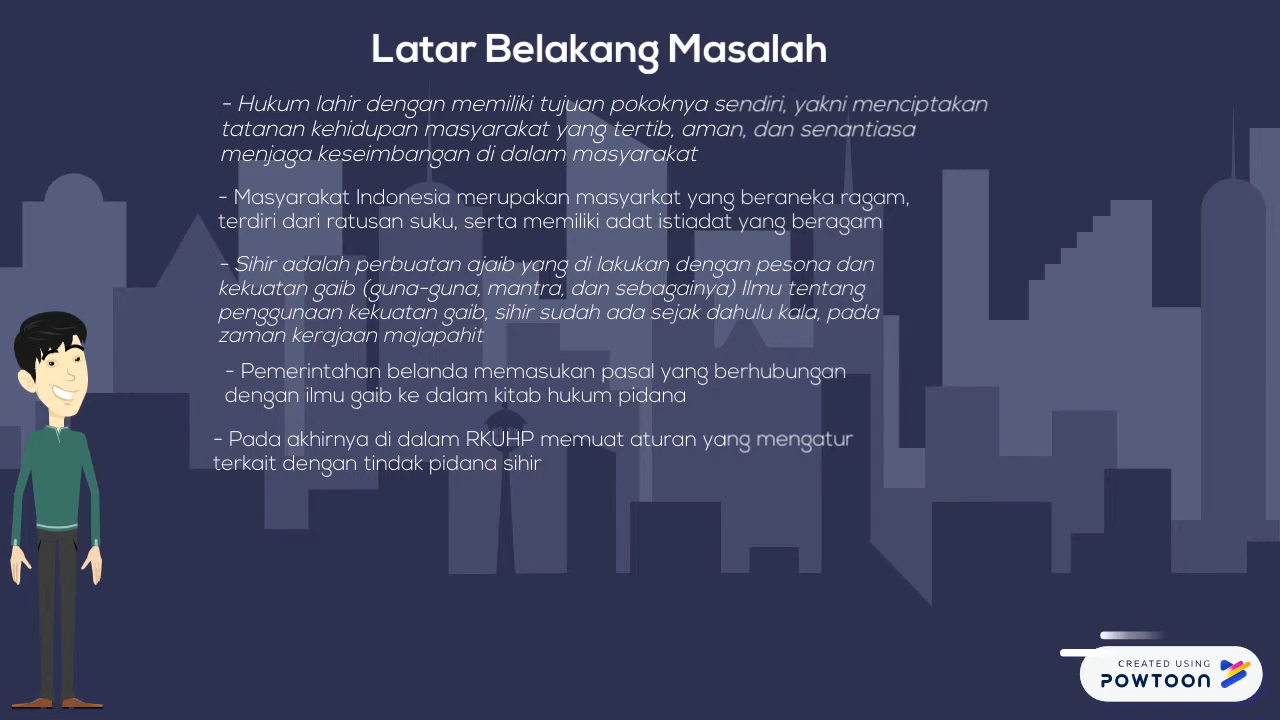 Latar Belakang Masalah
- Hukum lahir dengan memiliki tujuan pokoknya sendiri, yakni menciptakan
tatanan kehidupan masyarakat yang tertib, aman, dan senantiasa
menjaga keseimbangan di dalam masyarakat
- Masyarakat Indonesia merupakan masyarkat yang beraneka ragam,
terdiri dari ratusan suku, serta memiliki adat istiadat yang beragam
- Sihir adalah perbuatan ajaib yang di lakukan dengan pesona dan
kekuatan gaib (guna-guna, mantra, dan sebagainya) Ilmu tentang
penggunaan kekuatan gaib, sihir sudah ada sejak dahulu kala, pada
zaman kerajaan majapahit
- Pemerintahan belanda memasukan pasal yang berhubungan
dengan ilmu gaib ke dalam kitab hukum pidana
- Pada akhirnya di dalam RKUHP memuat aturan yang mengatur
terkait dengan tindak pidana sihir
CREATED USING
POWTOON